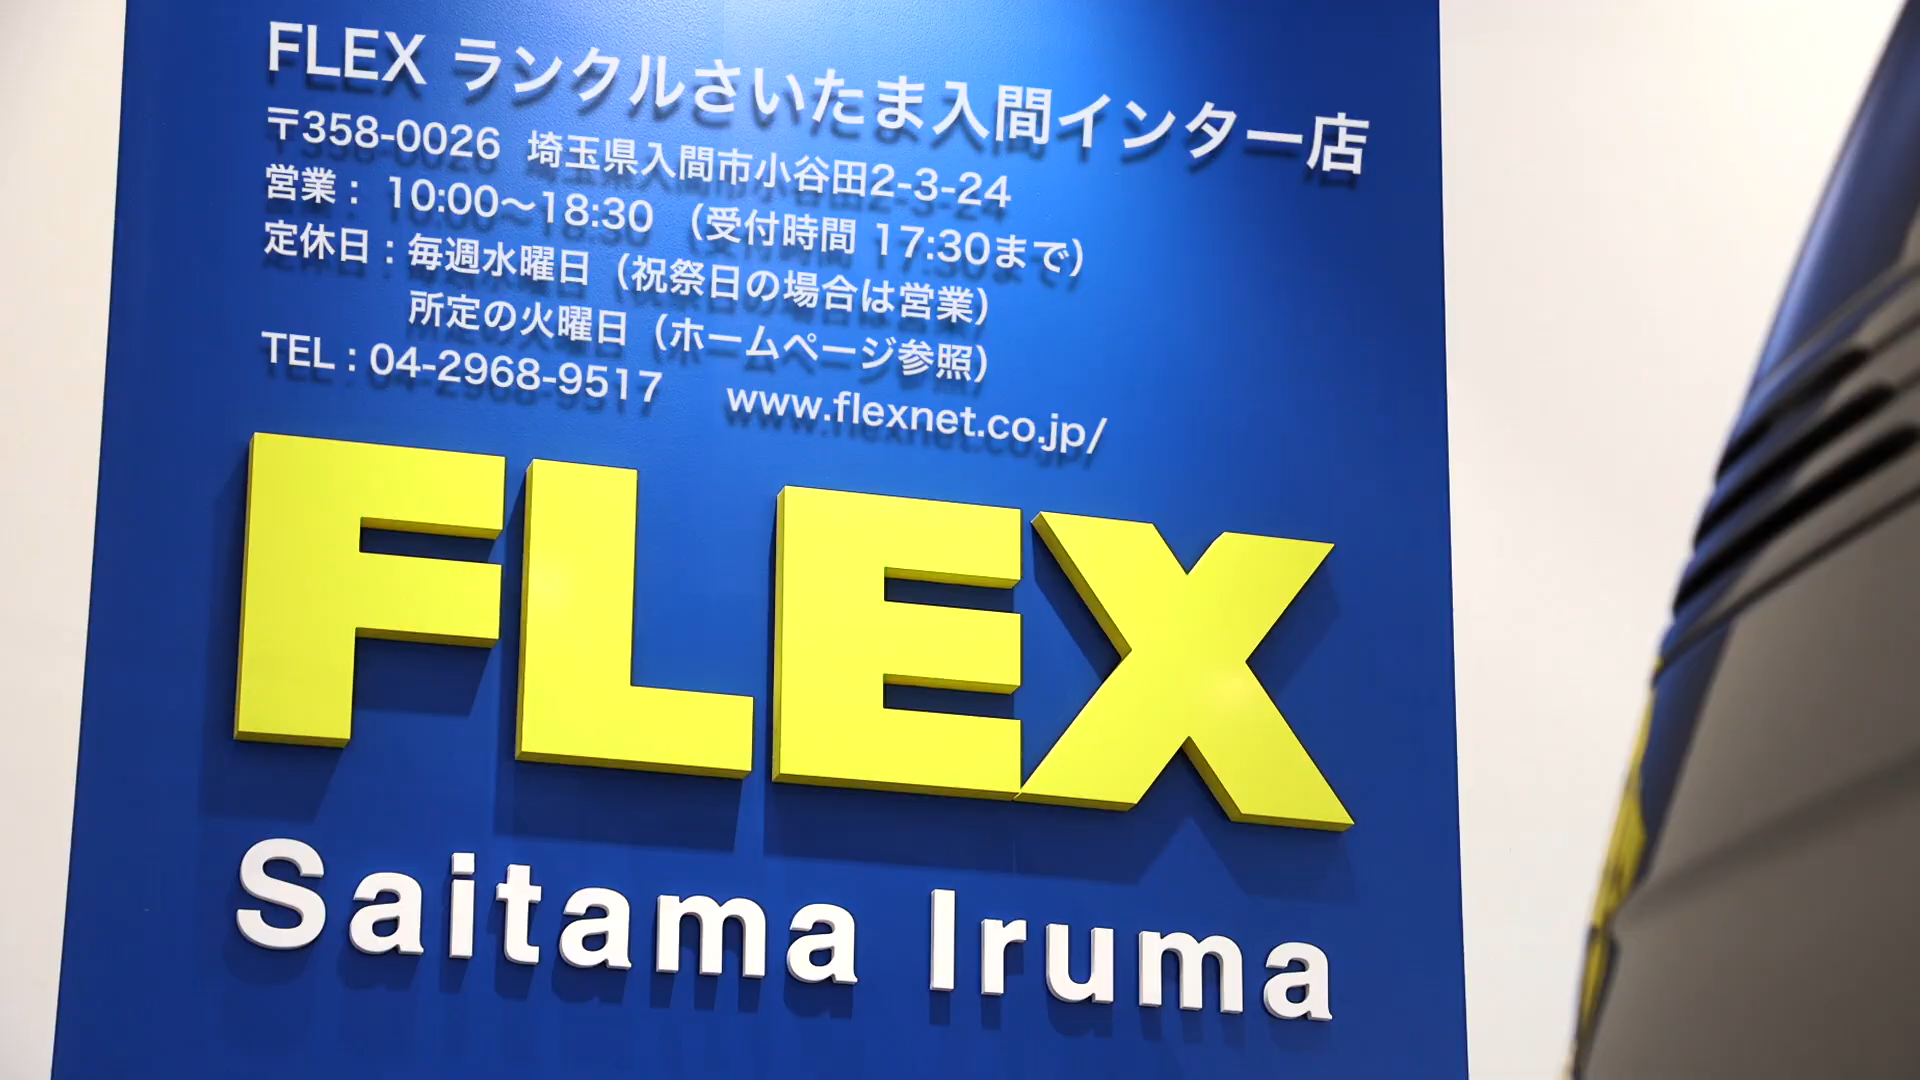 FLEX ランクルさいたま入間インター店
〒358-0026 埼玉県入間市小谷田2-3-24
営業： 10:00〜18:30 （受付時間 17:30まで）
定休日：毎週水曜日（祝祭日の場合は営業）
所定の火曜日（ホームページ参照）
TEL : 04-2968-9517 www.flexnet.co.jp/
FLEX
Saitama Iruma